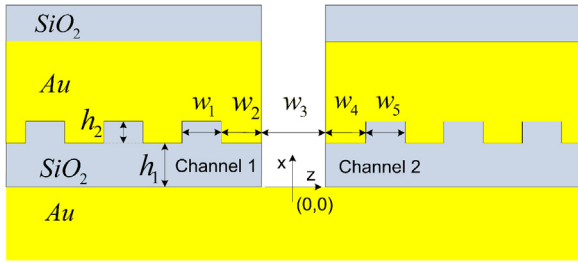 SiO₂
Au
h₂ w₁ w₂ w₃ w₄ w₅
SiO₂ h₁ Channel 1 x z Channel 2
(0,0)
Au